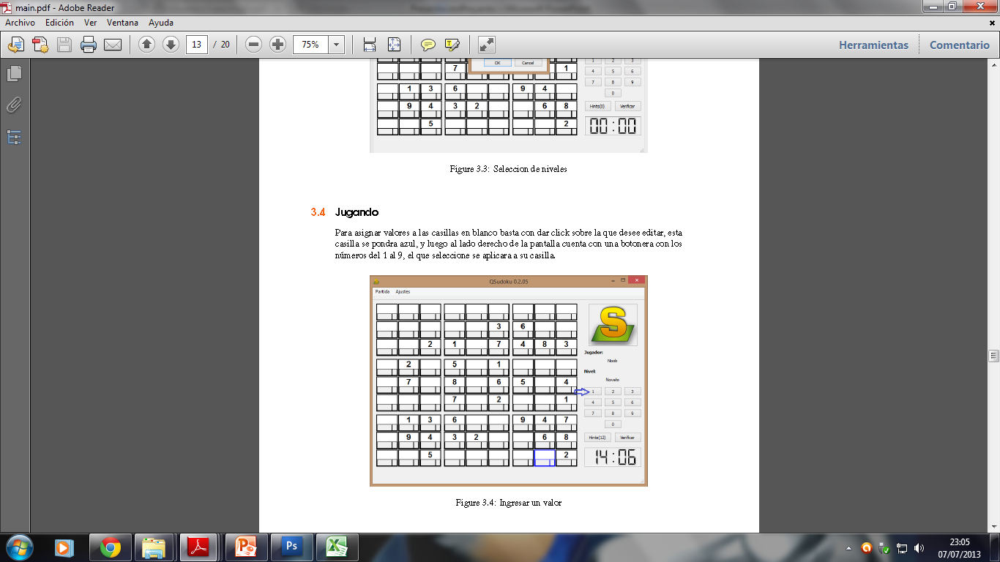 main.pdf - Adobe Reader
Archivo Edición Ver Ventana Ayuda
13 / 20 75%
Herramientas Comentario
OK Cancel
7 1
1 2 3
4 5 6
1 3 6 9 4
7 8 9
0
9 4 3 2 6 8
Hints(0) Verificar
5 2
00:00
Figure 3.3: Seleccion de niveles
3.4 Jugando
Para asignar valores a las casillas en blanco basta con dar click sobre la que desee editar, esta
casilla se pondra azul, y luego al lado derecho de la pantalla cuenta con una botonera con los
números del 1 al 9, el que seleccione se aplicara a su casilla.
QSudoku 0.2.05
Partida Ajustes
S
3 6
2 1 7 4 8 3
Jugador:
Noob
2 5 1
Nivel:
Novato
7 8 6 5 4
1 2 3
7 2 1
4 5 6
7 8 9
1 3 6 9 4 7
0
9 4 3 2 6 8
Hints(12) Verificar
5 2
14:06
Figure 3.4: Ingresar un valor
Ps
23:05
07/07/2013